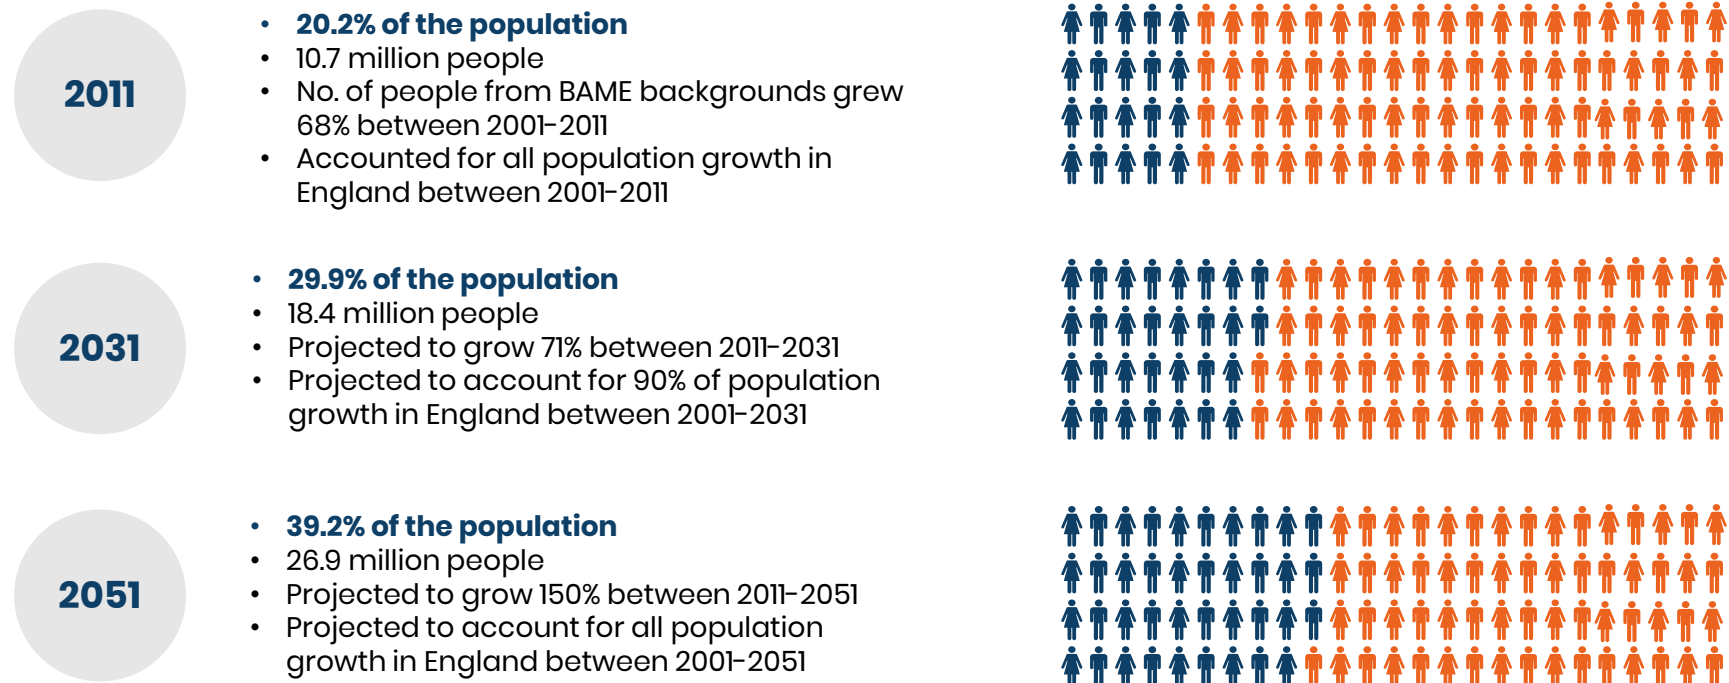 2011
• 20.2% of the population
• 10.7 million people
• No. of people from BAME backgrounds grew
68% between 2001-2011
• Accounted for all population growth in
England between 2001-2011
2031
• 29.9% of the population
• 18.4 million people
• Projected to grow 71% between 2011-2031
• Projected to account for 90% of population
growth in England between 2001-2031
2051
• 39.2% of the population
• 26.9 million people
• Projected to grow 150% between 2011-2051
• Projected to account for all population
growth in England between 2001-2051